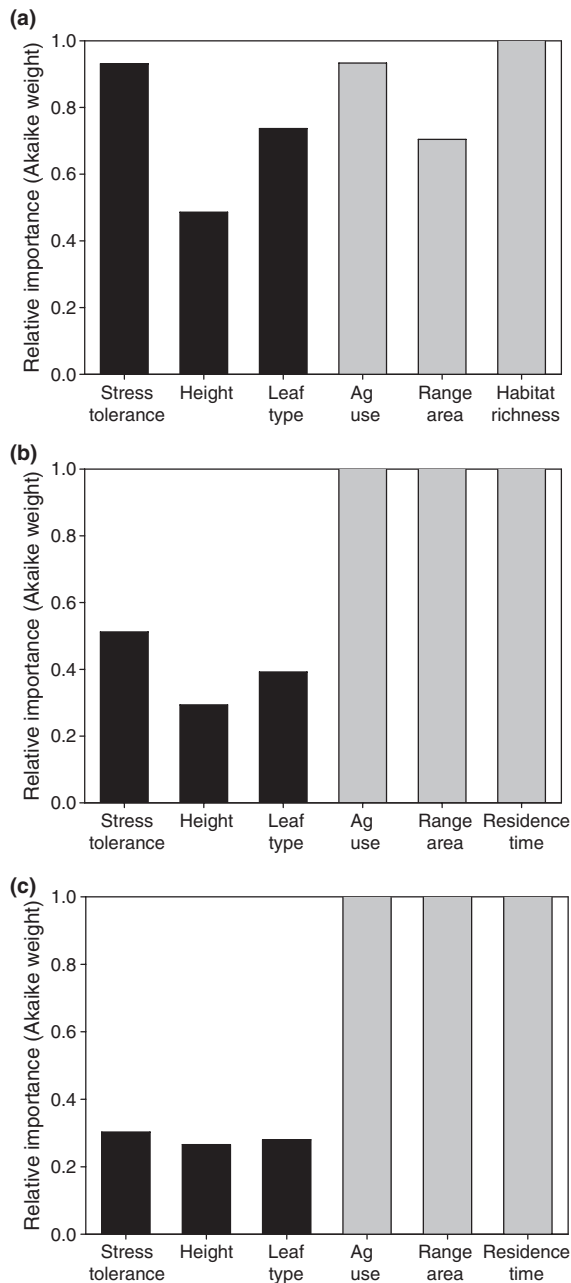 (a)
Relative importance (Akaike weight)
1.0
0.8
0.6
0.4
0.2
0.0
Stress
tolerance
Height
Leaf
type
Ag
use
Range
area
Habitat
richness
(b)
Relative importance (Akaike weight)
1.0
0.8
0.6
0.4
0.2
0.0
Stress
tolerance
Height
Leaf
type
Ag
use
Range
area
Residence
time
(c)
Relative importance (Akaike weight)
1.0
0.8
0.6
0.4
0.2
0.0
Stress
tolerance
Height
Leaf
type
Ag
use
Range
area
Residence
time